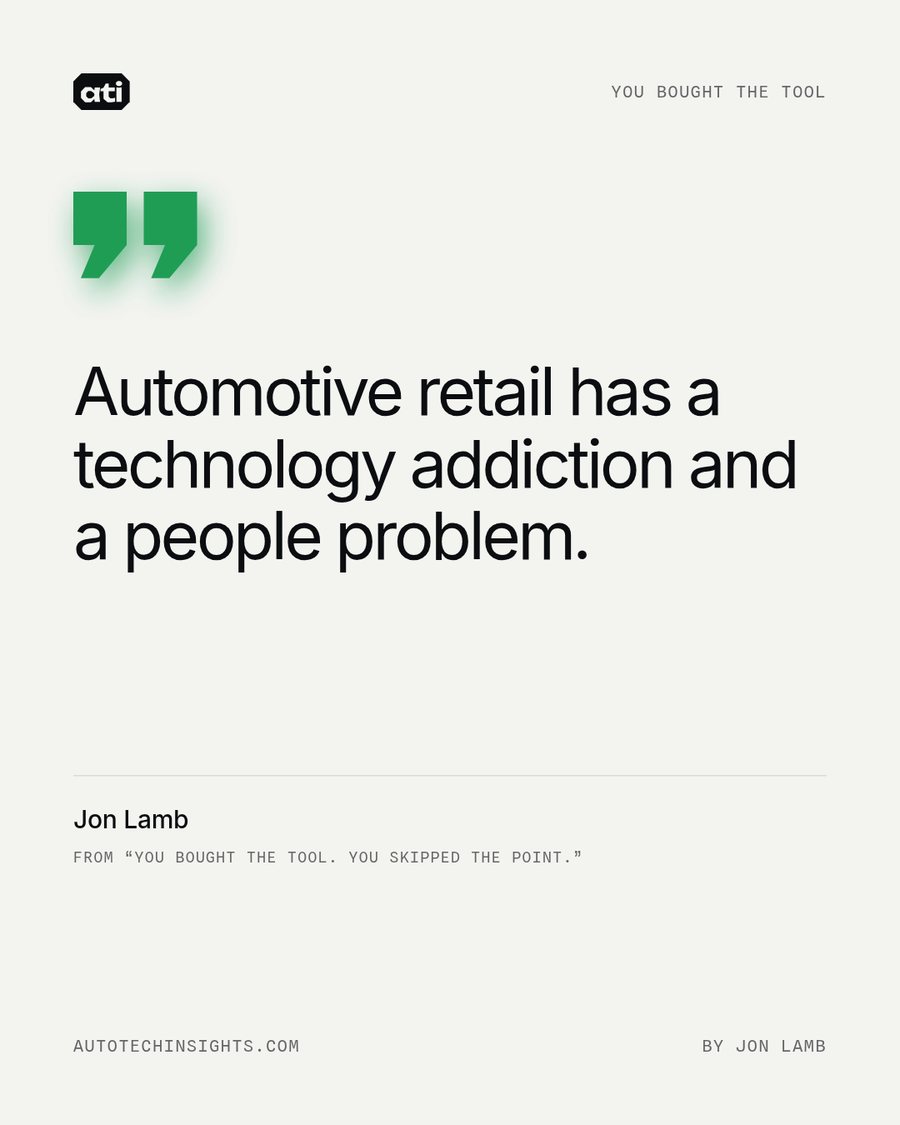 ati
YOU BOUGHT THE TOOL
”
Automotive retail has a
technology addiction and
a people problem.
Jon Lamb
FROM “YOU BOUGHT THE TOOL. YOU SKIPPED THE POINT.”
AUTOTECHINSIGHTS.COM
BY JON LAMB